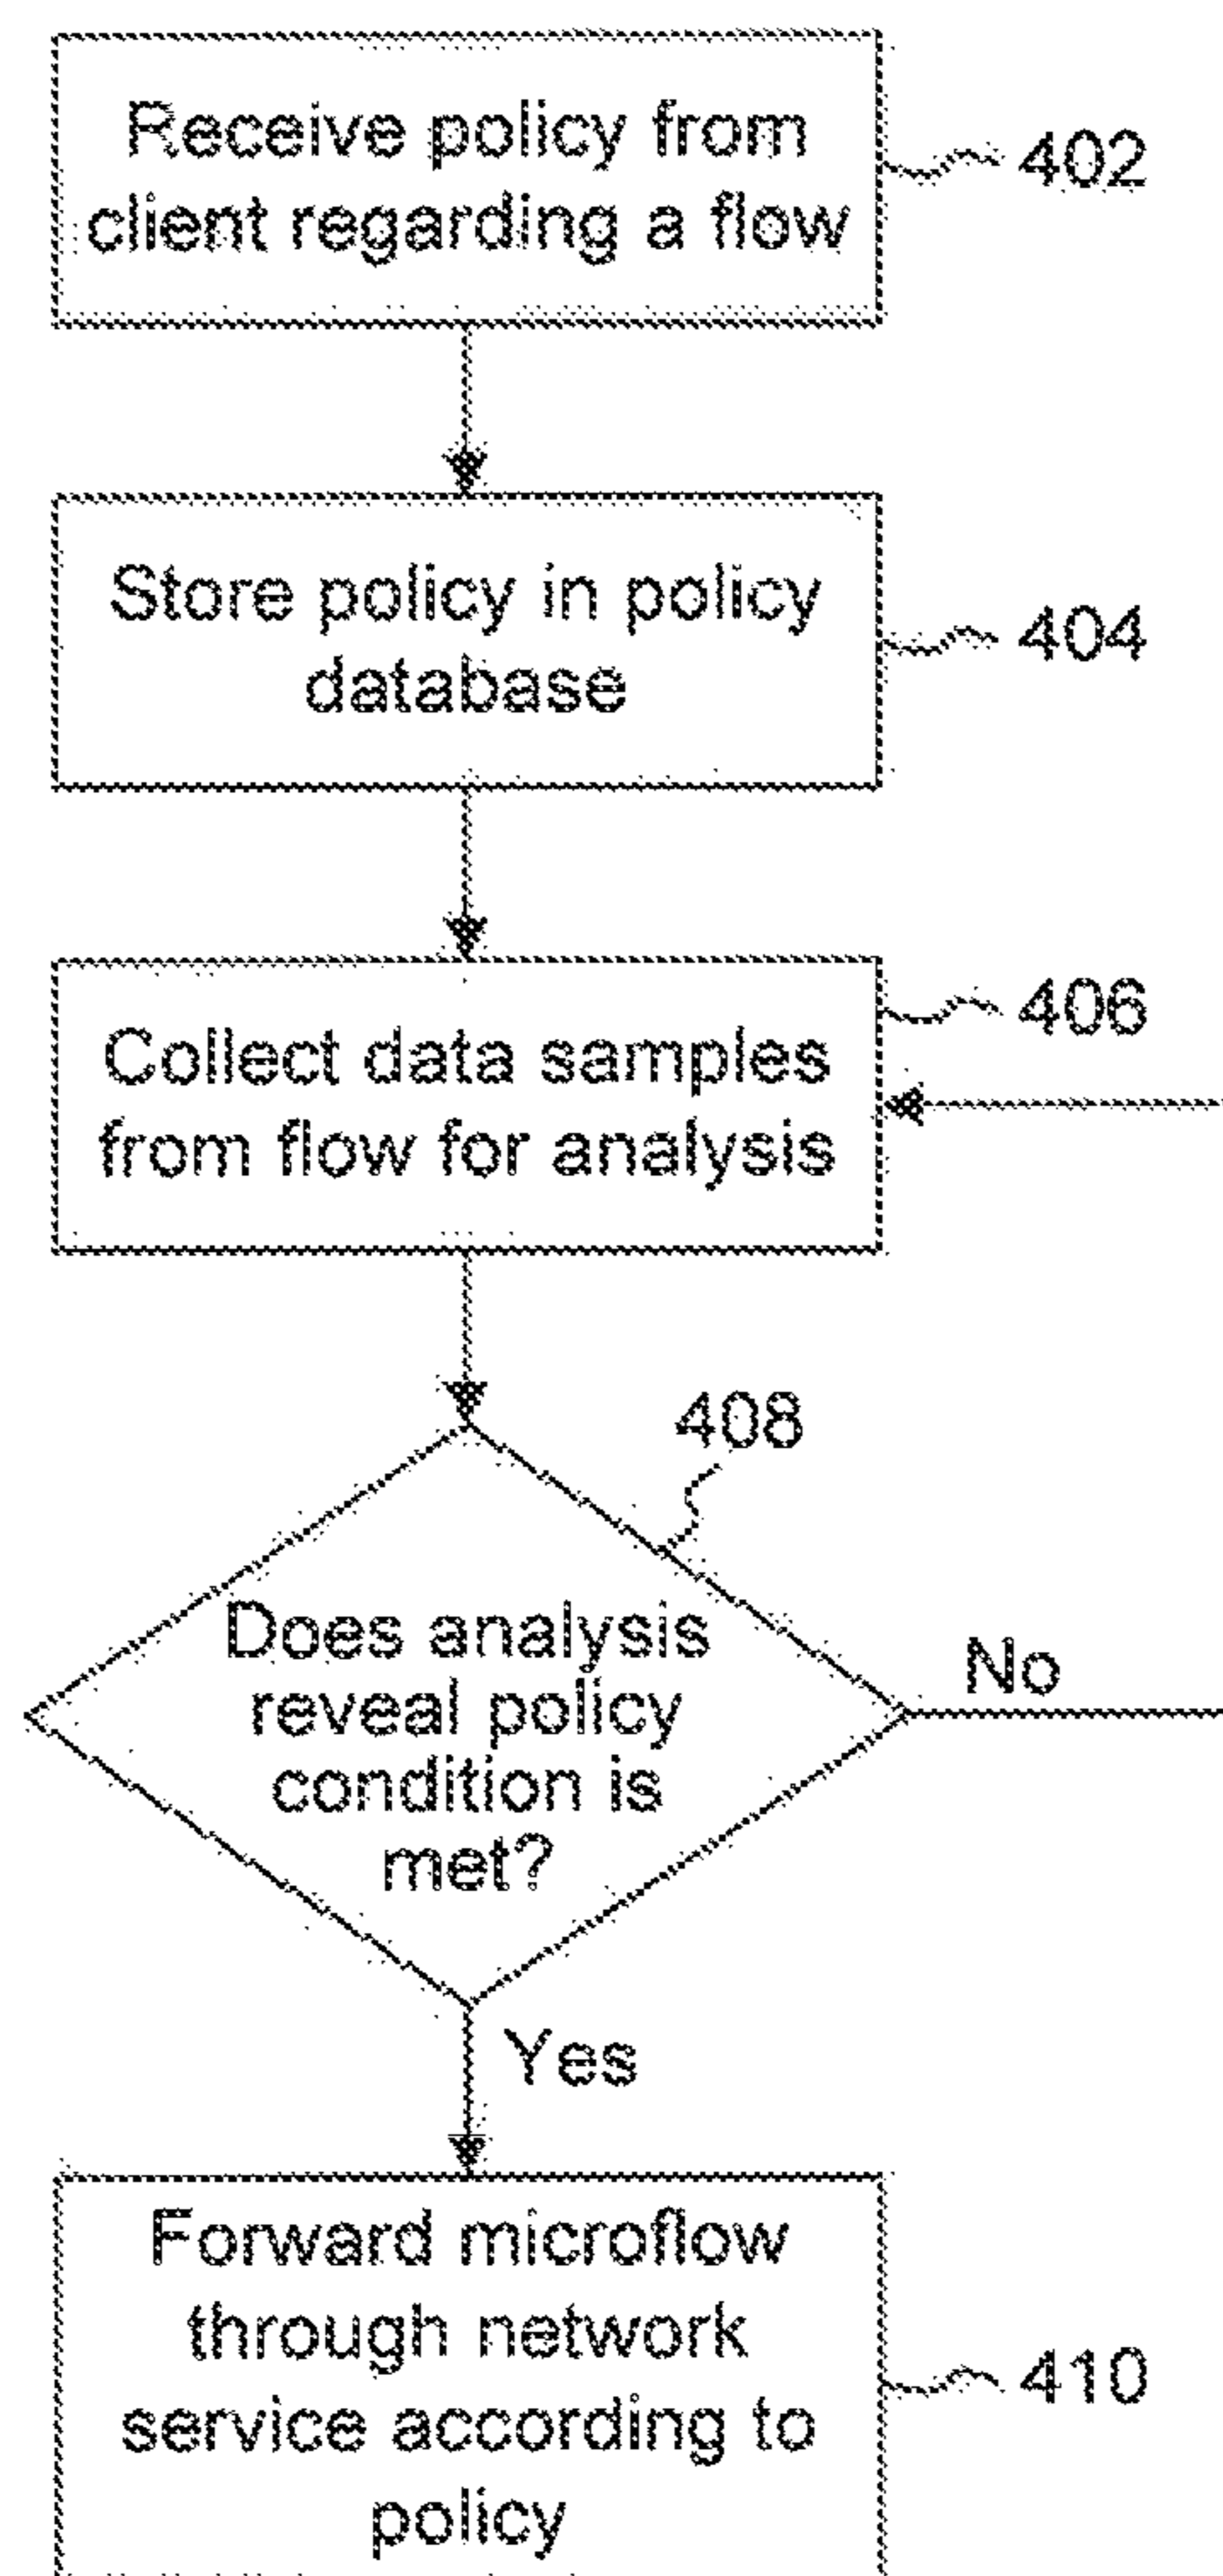 Receive policy from
client regarding a flow
402
Store policy in policy
database
404
Collect data samples
from flow for analysis
406
408
Does analysis
reveal policy
condition is
met?
No
Yes
Forward microflow
through network
service according to
policy
410